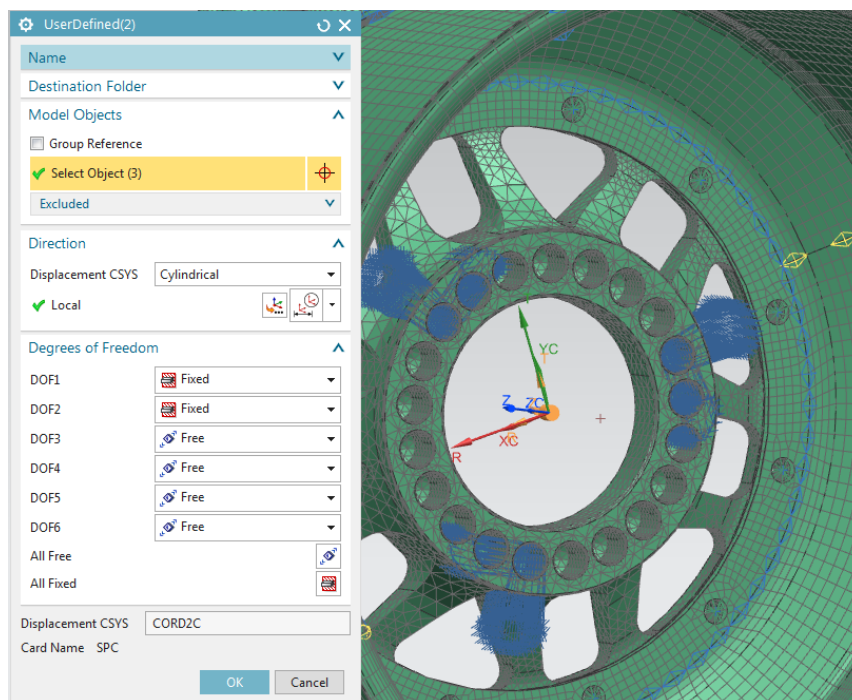 UserDefined(2)
Name
Destination Folder
Model Objects
Group Reference
Select Object (3)
Excluded
Direction
Displacement CSYS Cylindrical
Local
Degrees of Freedom
DOF1 Fixed
DOF2 Fixed
DOF3 Free
DOF4 Free
DOF5 Free
DOF6 Free
All Free
All Fixed
Displacement CSYS CORD2C
Card Name SPC
OK Cancel
YC
Z ZC
XC
R